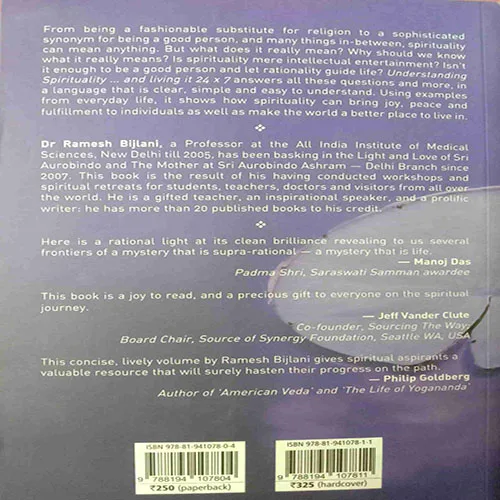 From being a fashionable substitute for religion to a sophisticated
synonym for being a good person, and many things in-between, spirituality
can mean anything. But what does it really mean? Why should we know
what it really means? Is spirituality mere intellectual entertainment? Isn't
it enough to be a good person and let rationality guide life? Understanding
Spirituality ... and living it 24 x 7 answers all these questions and more, in
a language that is clear, simple and easy to understand. Using examples
from everyday life, it shows how spirituality can bring joy, peace and
fulfillment to individuals as well as make the world a better place to live in.
Dr Ramesh Bijlani, a Professor at the All India Institute of Medical
Sciences, New Delhi till 2005, has been basking in the Light and Love of Sri
Aurobindo and The Mother at Sri Aurobindo Ashram — Delhi Branch since
2007. This book is the result of his having conducted workshops and
spiritual retreats for students, teachers, doctors and visitors from all over
the world. He is a gifted teacher, an inspirational speaker, and a prolific
writer: he has more than 20 published books to his credit.
Here is a rational light at its clean brilliance revealing to us several
frontiers of a mystery that is supra-rational — a mystery that is life.
— Manoj Das
Padma Shri, Saraswati Samman awardee
This book is a joy to read, and a precious gift to everyone on the spiritual
journey.
— Jeff Vander Clute
Co-founder, Sourcing The Way;
Board Chair, Source of Synergy Foundation, Seattle WA, USA
This concise, lively volume by Ramesh Bijlani gives spiritual aspirants a
valuable resource that will surely hasten their progress on the path.
— Philip Goldberg
Author of 'American Veda' and 'The Life of Yogananda'
ISBN 978-81-941078-0-4
9 788194 107804
₹250 (paperback)
ISBN 978-81-941078-1-1
9 788194 107811
₹325 (hardcover)